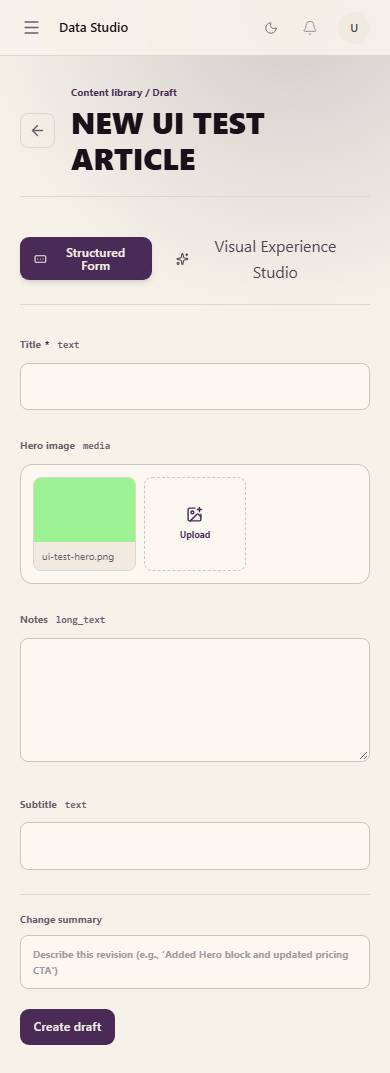 Data Studio
U
Content library / Draft
NEW UI TEST
ARTICLE
Structured
Form
Visual Experience
Studio
Title * text
Hero image media
ui-test-hero.png
Upload
Notes long_text
Subtitle text
Change summary
Describe this revision (e.g., 'Added Hero block and updated pricing
CTA')
Create draft